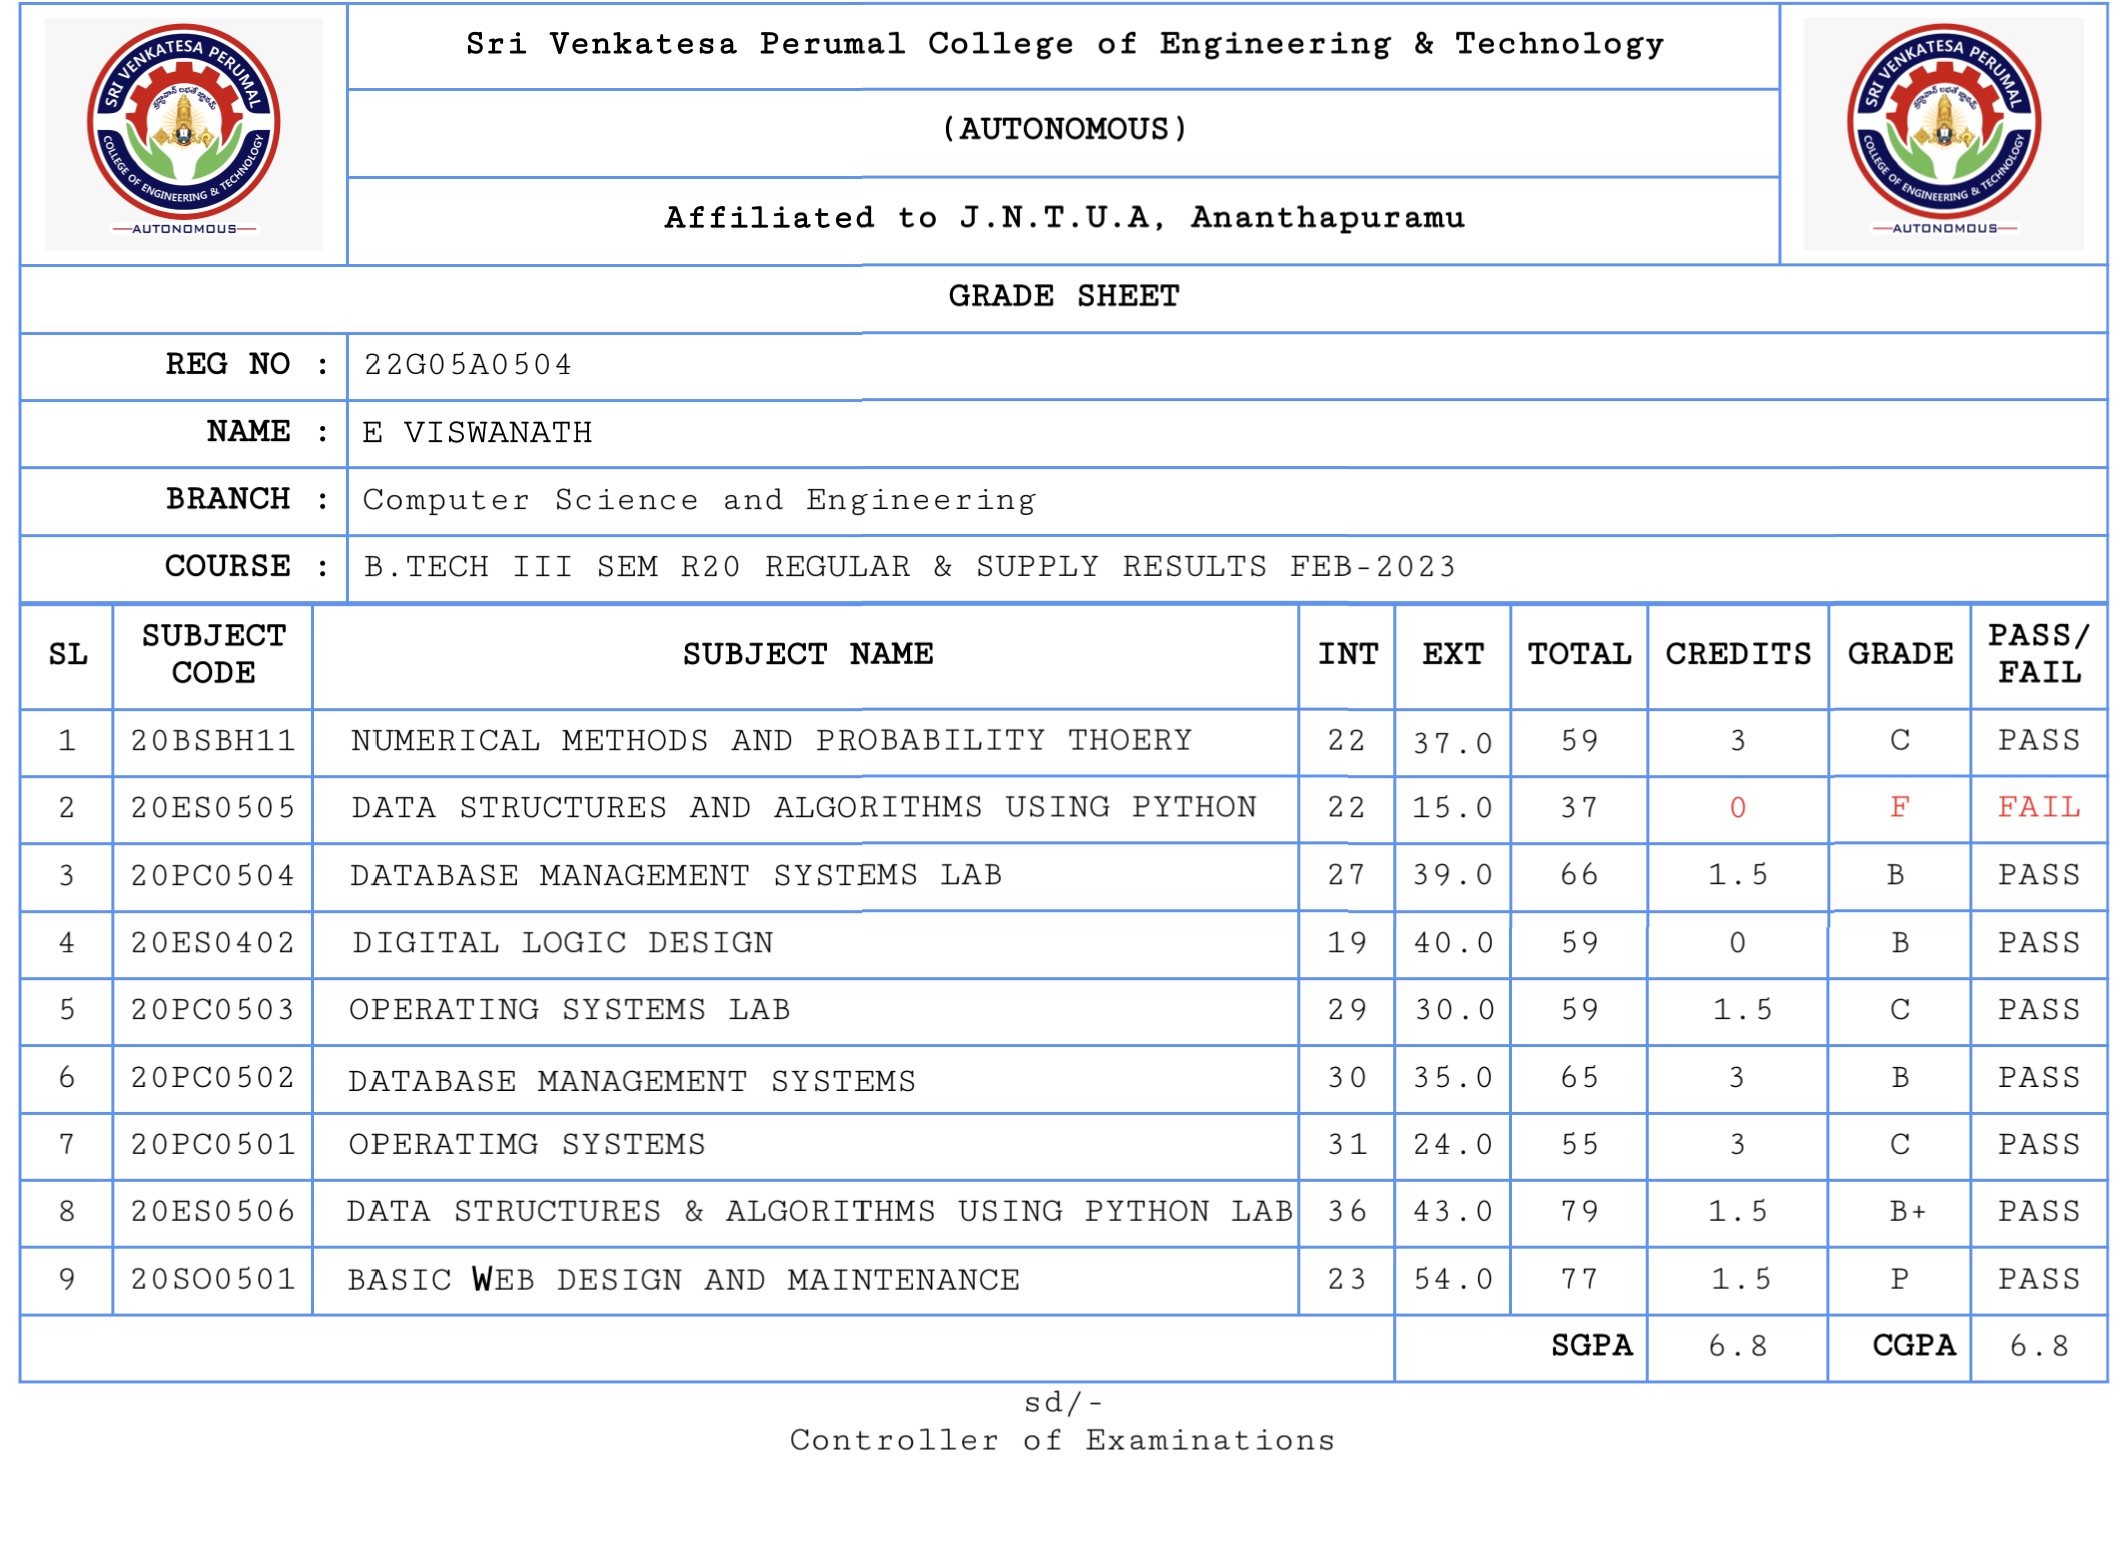 SRI VENKATESA PERUMAL
COLLEGE OF ENGINEERING & TECHNOLOGY
AUTONOMOUS
Sri Venkatesa Perumal College of Engineering & Technology
(AUTONOMOUS)
Affiliated to J.N.T.U.A, Ananthapuramu
SRI VENKATESA PERUMAL
COLLEGE OF ENGINEERING & TECHNOLOGY
AUTONOMOUS
GRADE SHEET
REG NO : 22G05A0504
NAME : E VISWANATH
BRANCH : Computer Science and Engineering
COURSE : B.TECH III SEM R20 REGULAR & SUPPLY RESULTS FEB-2023
SL SUBJECT CODE SUBJECT NAME INT EXT TOTAL CREDITS GRADE PASS/ FAIL
1 20BSBH11 NUMERICAL METHODS AND PROBABILITY THOERY 22 37.0 59 3 C PASS
2 20ES0505 DATA STRUCTURES AND ALGORITHMS USING PYTHON 22 15.0 37 0 F FAIL
3 20PC0504 DATABASE MANAGEMENT SYSTEMS LAB 27 39.0 66 1.5 B PASS
4 20ES0402 DIGITAL LOGIC DESIGN 19 40.0 59 0 B PASS
5 20PC0503 OPERATING SYSTEMS LAB 29 30.0 59 1.5 C PASS
6 20PC0502 DATABASE MANAGEMENT SYSTEMS 30 35.0 65 3 B PASS
7 20PC0501 OPERATIMG SYSTEMS 31 24.0 55 3 C PASS
8 20ES0506 DATA STRUCTURES & ALGORITHMS USING PYTHON LAB 36 43.0 79 1.5 B+ PASS
9 20SO0501 BASIC WEB DESIGN AND MAINTENANCE 23 54.0 77 1.5 P PASS
SGPA 6.8 CGPA 6.8
sd/-
Controller of Examinations